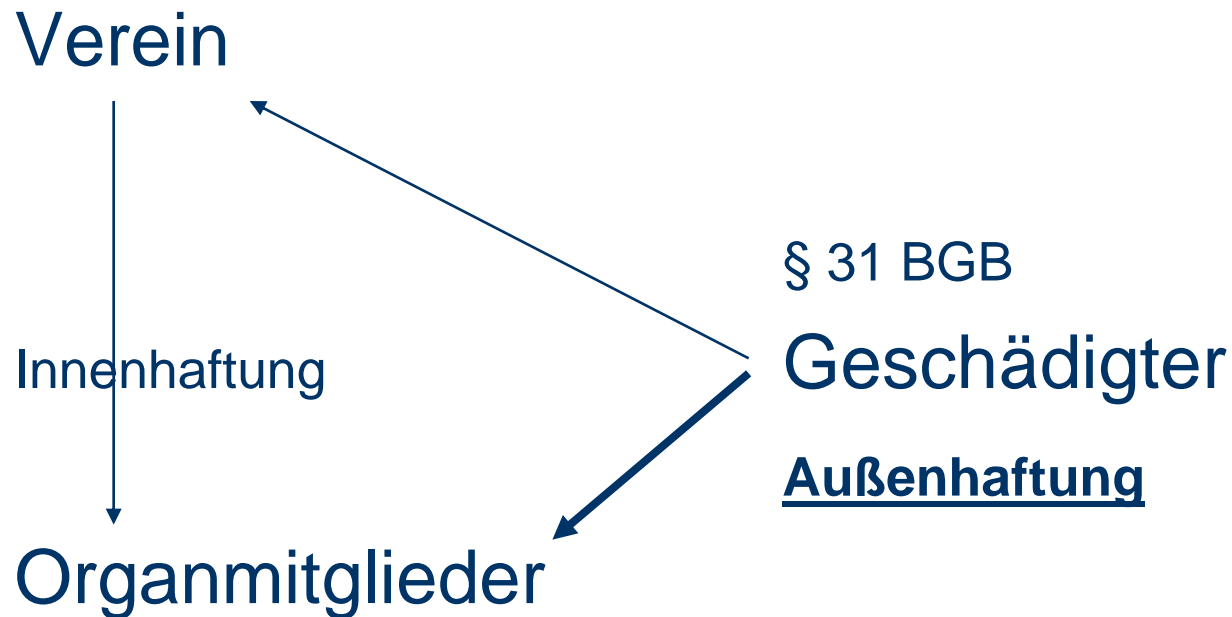 Verein
§ 31 BGB
Innenhaftung
Geschädigter
Außenhaftung
Organmitglieder